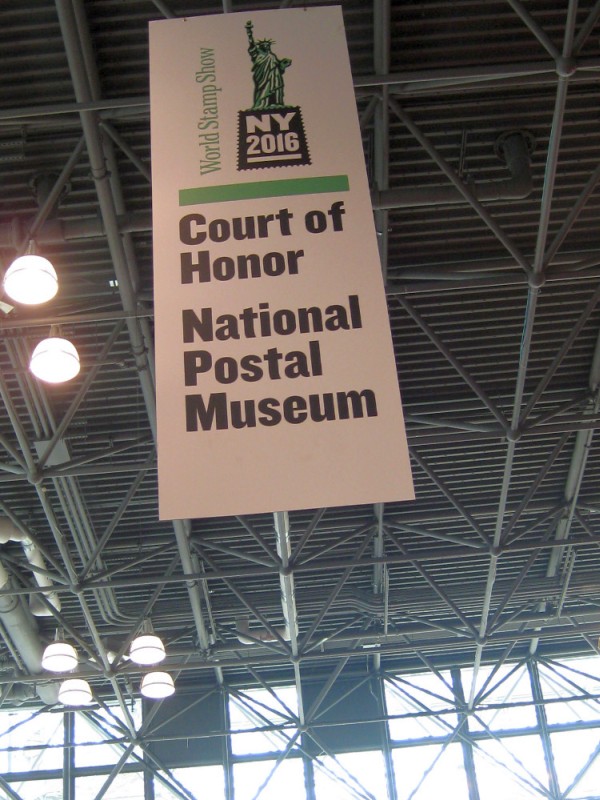 World Stamp Show
NY
2016
Court of
Honor
National
Postal
Museum